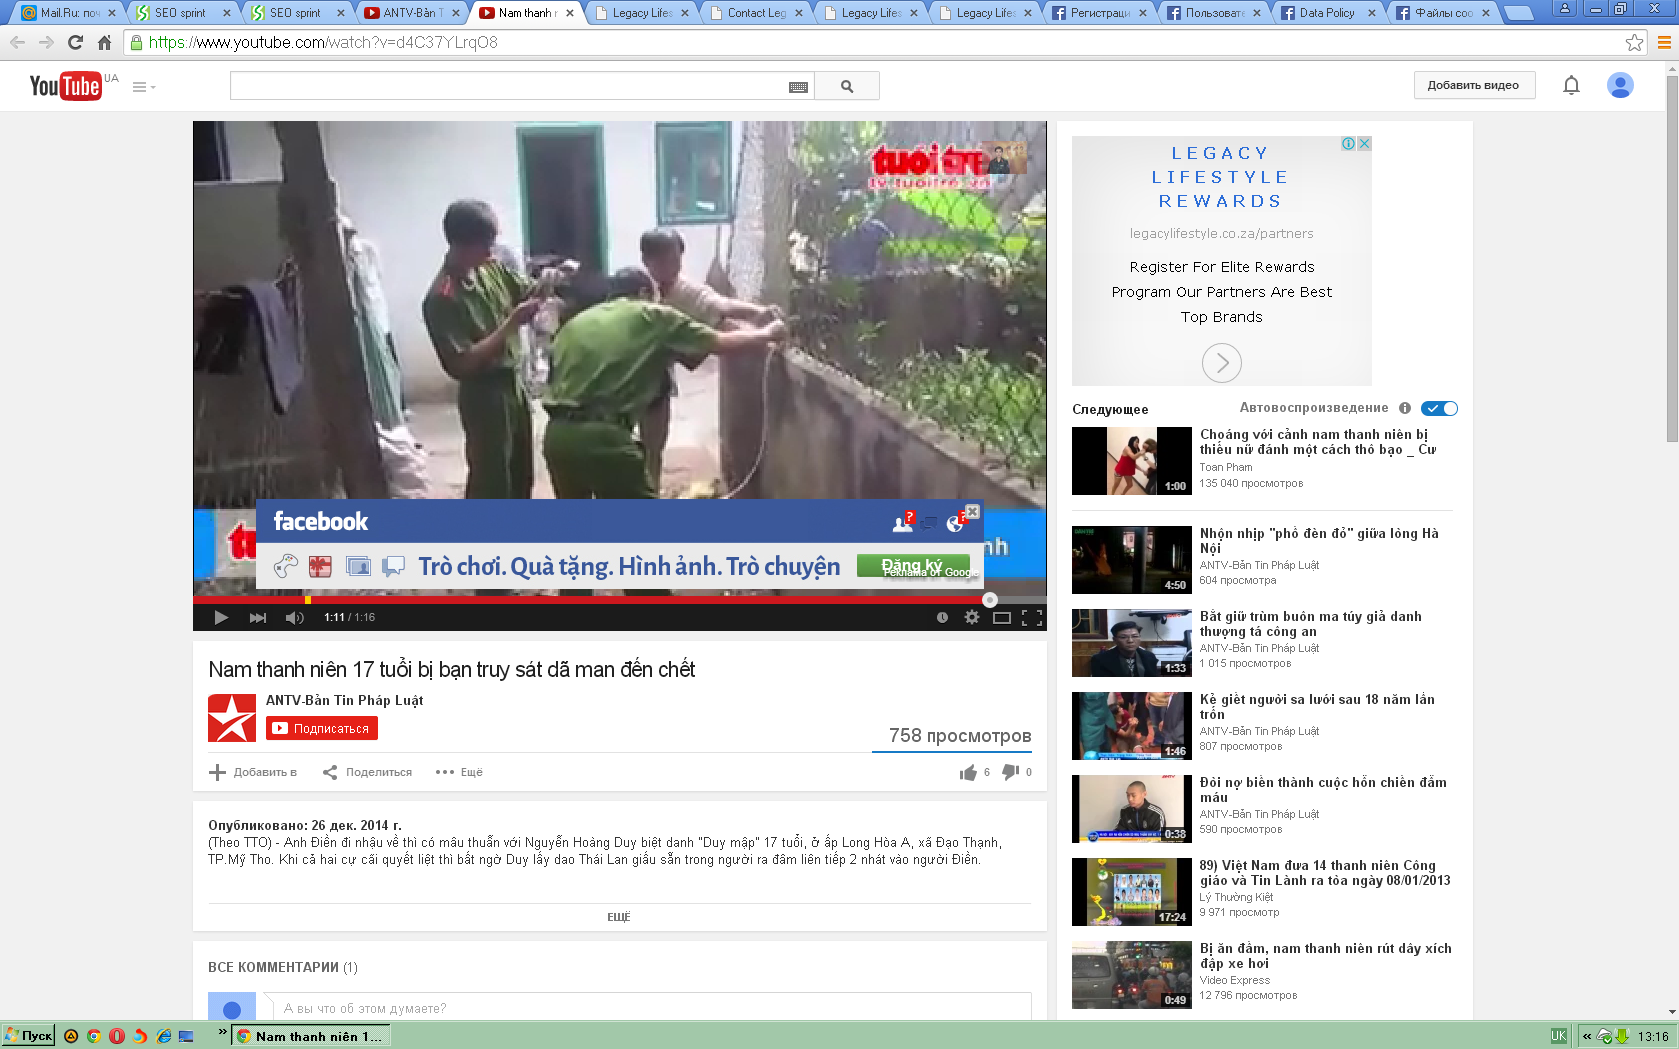 Mail.Ru: поч
SEO sprint
SEO sprint
ANTV-Bản T
Nam thanh n
Legacy Lifes
Contact Leg
Legacy Lifes
Legacy Lifes
Регистраци
Пользовате
Data Policy
Файлы coo
https://www.youtube.com/watch?v=d4C37YLrqO8
YouTube UA
Добавить видео
tuổi trẻ
tv.tuoitre.vn
facebook
Trò chơi. Quà tặng. Hình ảnh. Trò chuyện
Đăng ký
Реклама от Google
1:11 / 1:16
Nam thanh niên 17 tuổi bị bạn truy sát dã man đến chết
ANTV-Bản Tin Pháp Luật
Подписаться
758 просмотров
Добавить в
Поделиться
Ещё
6
0
Опубликовано: 26 дек. 2014 г.
(Theo TTO) - Anh Điền đi nhậu về thì có mâu thuẫn với Nguyễn Hoàng Duy biệt danh "Duy mập" 17 tuổi, ở ấp Long Hòa A, xã Đạo Thạnh,
TP.Mỹ Tho. Khi cả hai cự cãi quyết liệt thì bất ngờ Duy lấy dao Thái Lan giấu sẵn trong người ra đâm liên tiếp 2 nhát vào người Điền.
ЕЩЁ
ВСЕ КОММЕНТАРИИ (1)
А вы что об этом думаете?
LEGACY
LIFESTYLE
REWARDS
legacylifestyle.co.za/partners
Register For Elite Rewards
Program Our Partners Are Best
Top Brands
Следующее
Автовоспроизведение
Choáng với cảnh nam thanh niên bị
thiếu nữ đánh một cách thô bạo _ Cư
Toan Pham
135 040 просмотров
1:00
Nhộn nhịp "phố đèn đỏ" giữa lòng Hà
Nội
ANTV-Bản Tin Pháp Luật
604 просмотра
4:50
Bắt giữ trùm buôn ma túy giả danh
thượng tá công an
ANTV-Bản Tin Pháp Luật
1 015 просмотров
1:33
Kẻ giết người sa lưới sau 18 năm lẩn
trốn
ANTV-Bản Tin Pháp Luật
807 просмотров
1:46
Đòi nợ biến thành cuộc hỗn chiến đẫm
máu
ANTV-Bản Tin Pháp Luật
590 просмотров
0:38
89) Việt Nam đưa 14 thanh niên Công
giáo và Tin Lành ra tòa ngày 08/01/2013
Lý Thường Kiệt
9 971 просмотр
17:24
Bị ăn đấm, nam thanh niên rút dây xích
đập xe hơi
Video Express
12 796 просмотров
0:49
Пуск
Nam thanh niên 1...
UK
13:16